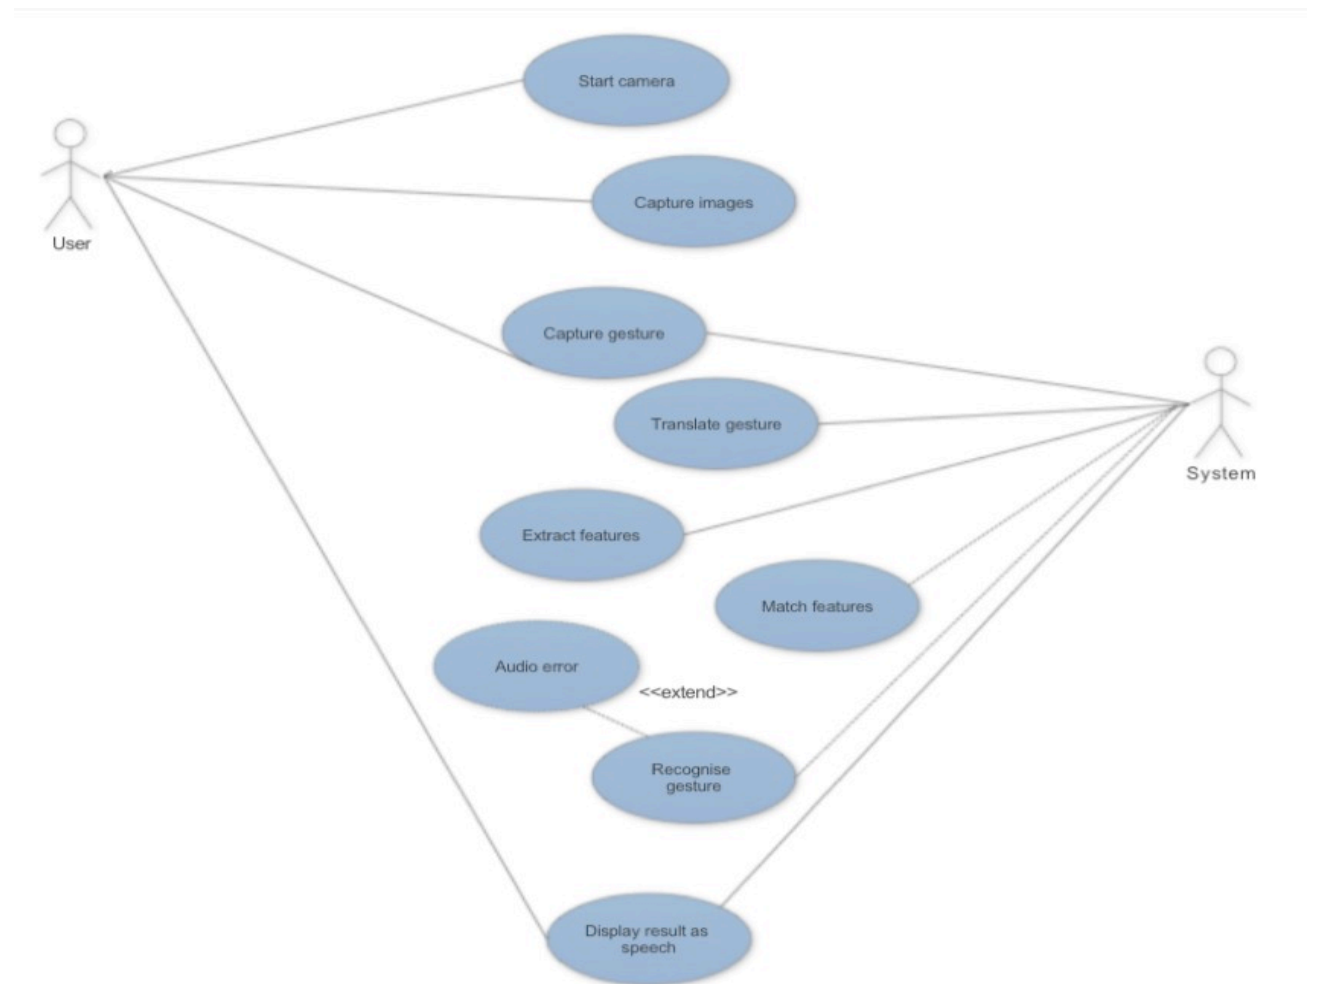 Start camera
Capture images
User
Capture gesture
Translate gesture
System
Extract features
Match features
Audio error
<<extend>>
Recognise
gesture
Display result as
speech